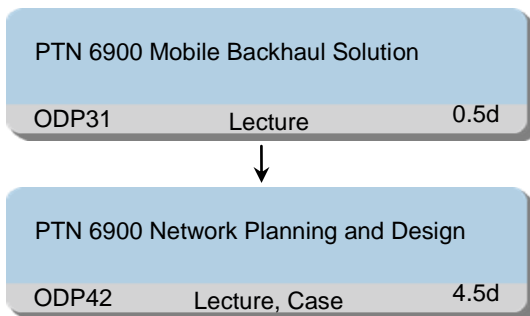 PTN 6900 Mobile Backhaul Solution
ODP31 Lecture 0.5d
PTN 6900 Network Planning and Design
ODP42 Lecture, Case 4.5d